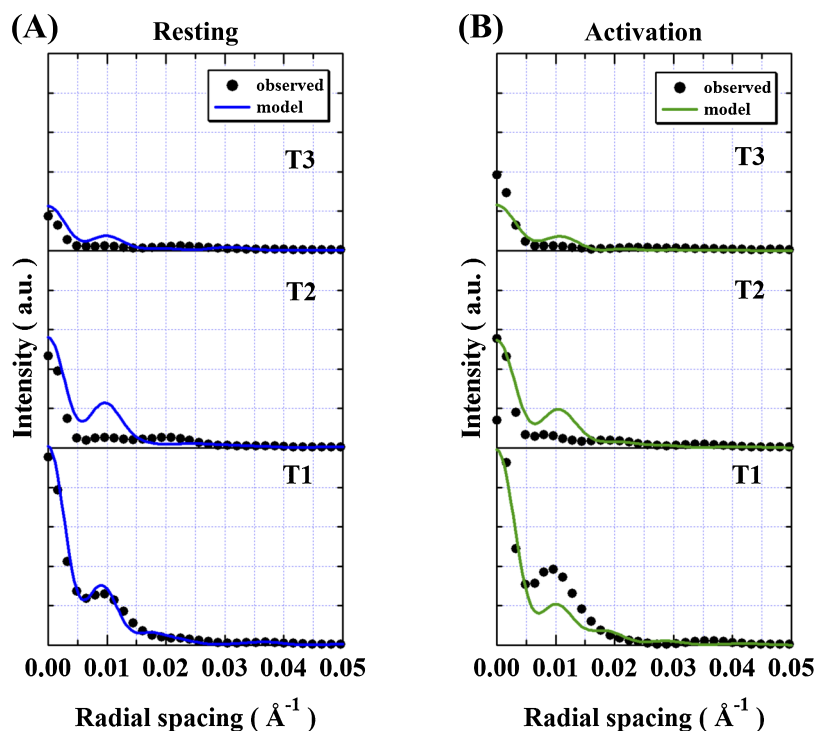 (A) Resting
observed
model
T3
T2
T1
Intensity ( a.u. )
0.00 0.01 0.02 0.03 0.04 0.05
Radial spacing ( Å-1 )
(B) Activation
observed
model
T3
T2
T1
Intensity ( a.u. )
0.00 0.01 0.02 0.03 0.04 0.05
Radial spacing ( Å-1 )